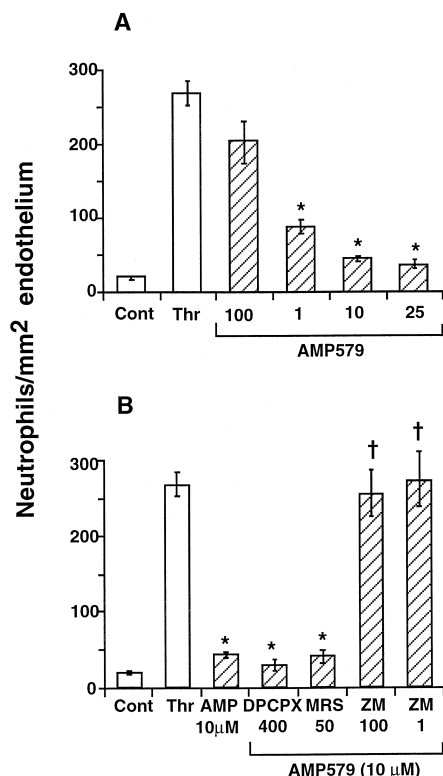 A
300
200
100
0
Neutrophils/mm2 endothelium
*
*
*
Cont Thr 100 1 10 25
AMP579
B
300
200
100
0
*
*
*
†
†
Cont Thr AMP DPCPX MRS ZM ZM
10μM 400 50 100 1
AMP579 (10 μM)